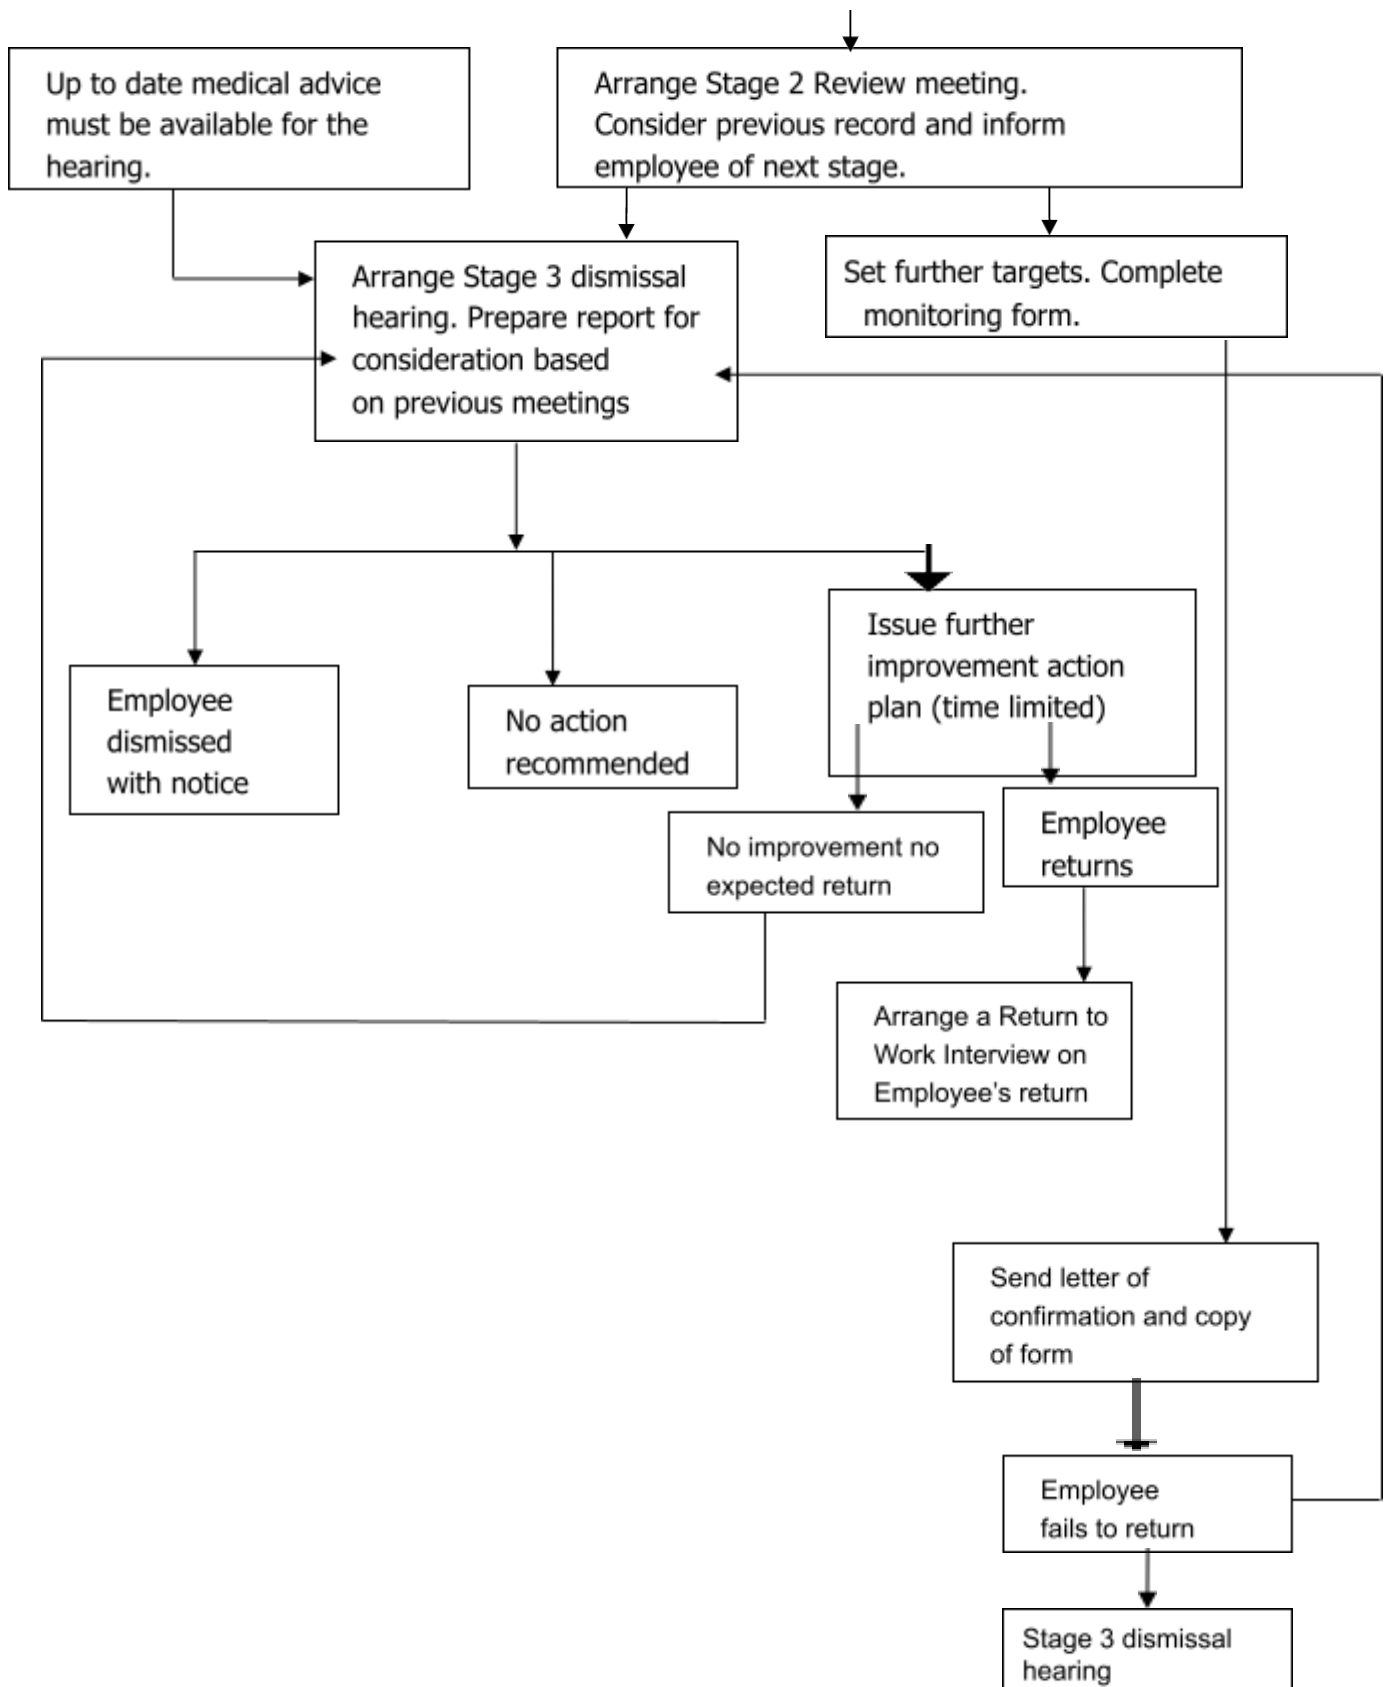 Up to date medical advice
must be available for the
hearing.
Arrange Stage 2 Review meeting.
Consider previous record and inform
employee of next stage.
Arrange Stage 3 dismissal
hearing. Prepare report for
consideration based
on previous meetings
Set further targets. Complete
monitoring form.
Employee
dismissed
with notice
No action
recommended
Issue further
improvement action
plan (time limited)
No improvement no
expected return
Employee
returns
Arrange a Return to
Work Interview on
Employee's return
Send letter of
confirmation and copy
of form
Employee
fails to return
Stage 3 dismissal
hearing